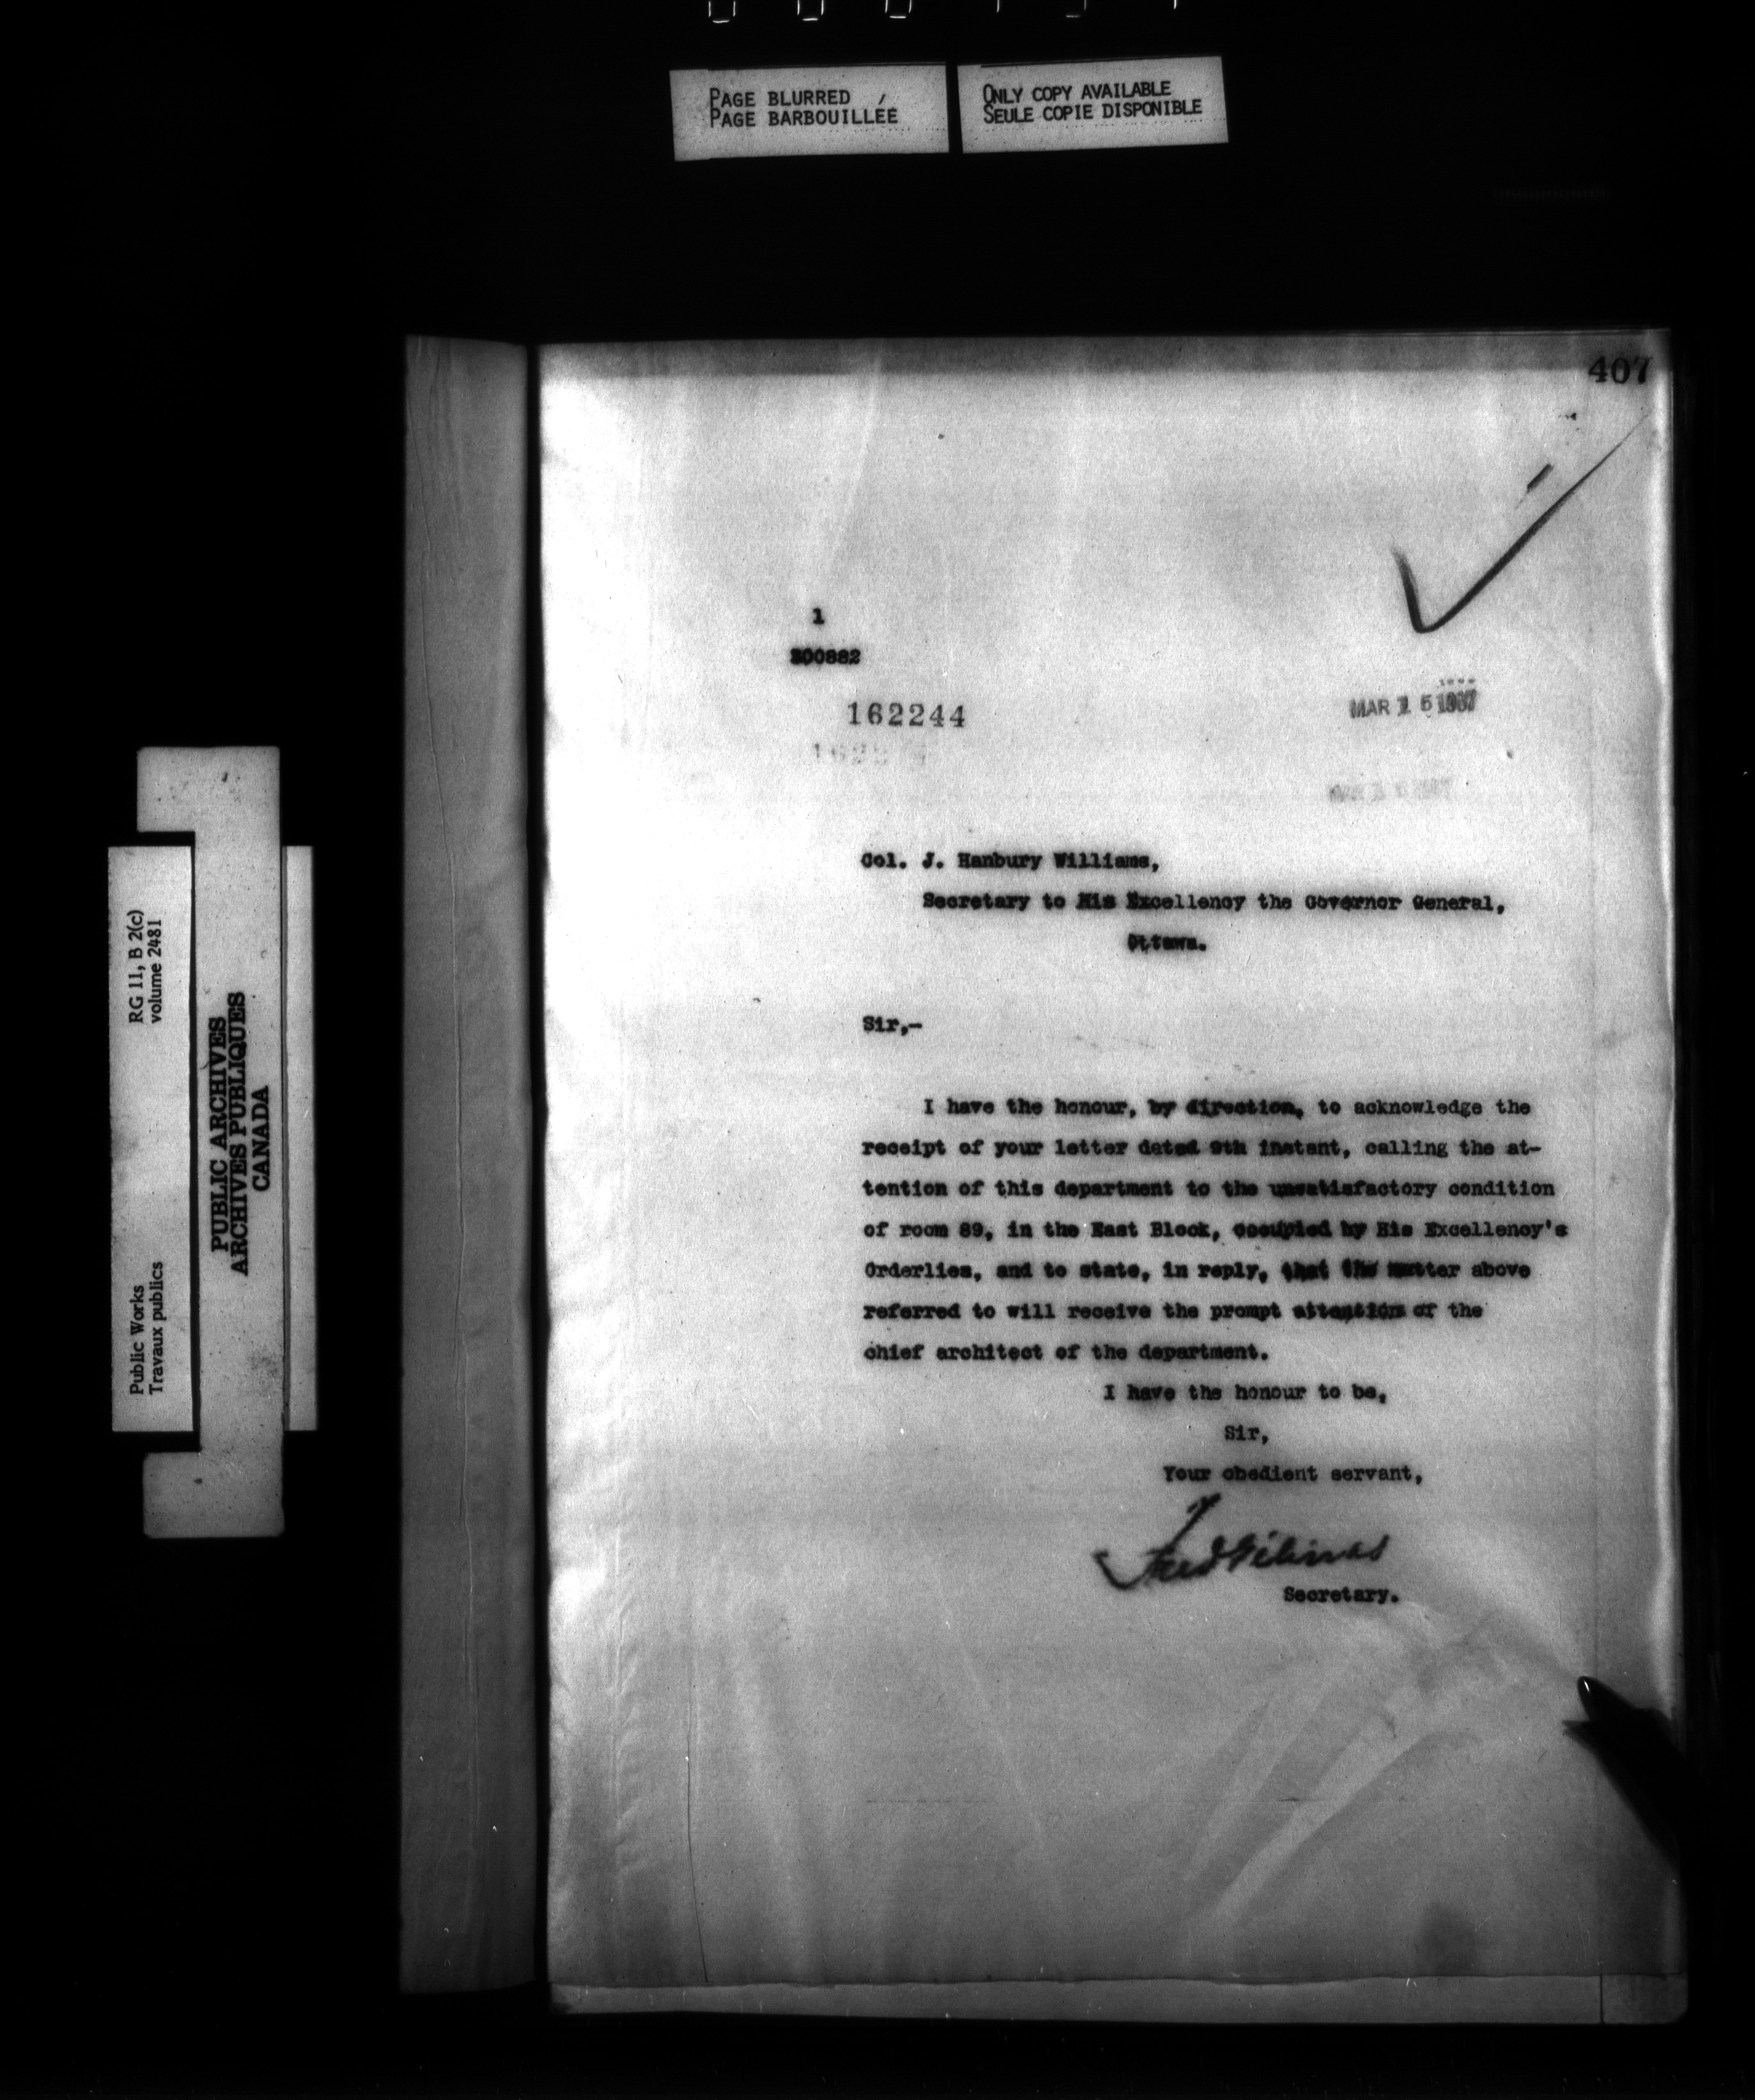 PAGE BLURRED
PAGE BARBOUILLÉE
ONLY COPY AVAILABLE
SEULE COPIE DISPONIBLE
407
1
300882
162244
MAR 15 1907
Col. J. Hanbury Williams,
Secretary to His Excellency the Governor General,
Ottawa.
Sir,-
I have the honour, by direction, to acknowledge the
receipt of your letter dated 9th instant, calling the at-
tention of this department to the unsatisfactory condition
of room 89, in the East Block, occupied by His Excellency's
Orderlies, and to state, in reply, that the matter above
referred to will receive the prompt attention of the
chief architect of the department.
I have the honour to be,
Sir,
Your obedient servant,
Fred Gélinas
Secretary.
RG 11, B 2(c)
volume 2481
PUBLIC ARCHIVES
ARCHIVES PUBLIQUES
CANADA
Public Works
Travaux publics